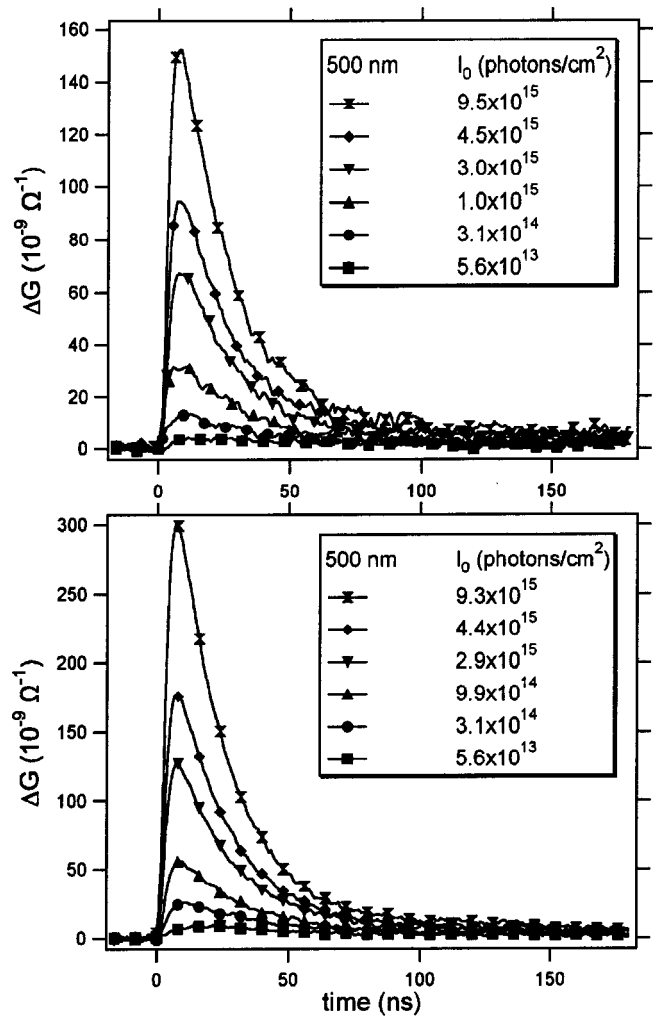 160
140
120
100
80
60
40
20
0
ΔG (10⁻⁹ Ω⁻¹)
500 nm I₀ (photons/cm²)
9.5x10¹⁵
4.5x10¹⁵
3.0x10¹⁵
1.0x10¹⁵
3.1x10¹⁴
5.6x10¹³
0 50 100 150
300
250
200
150
100
50
0
ΔG (10⁻⁹ Ω⁻¹)
500 nm I₀ (photons/cm²)
9.3x10¹⁵
4.4x10¹⁵
2.9x10¹⁵
9.9x10¹⁴
3.1x10¹⁴
5.6x10¹³
0 50 100 150
time (ns)